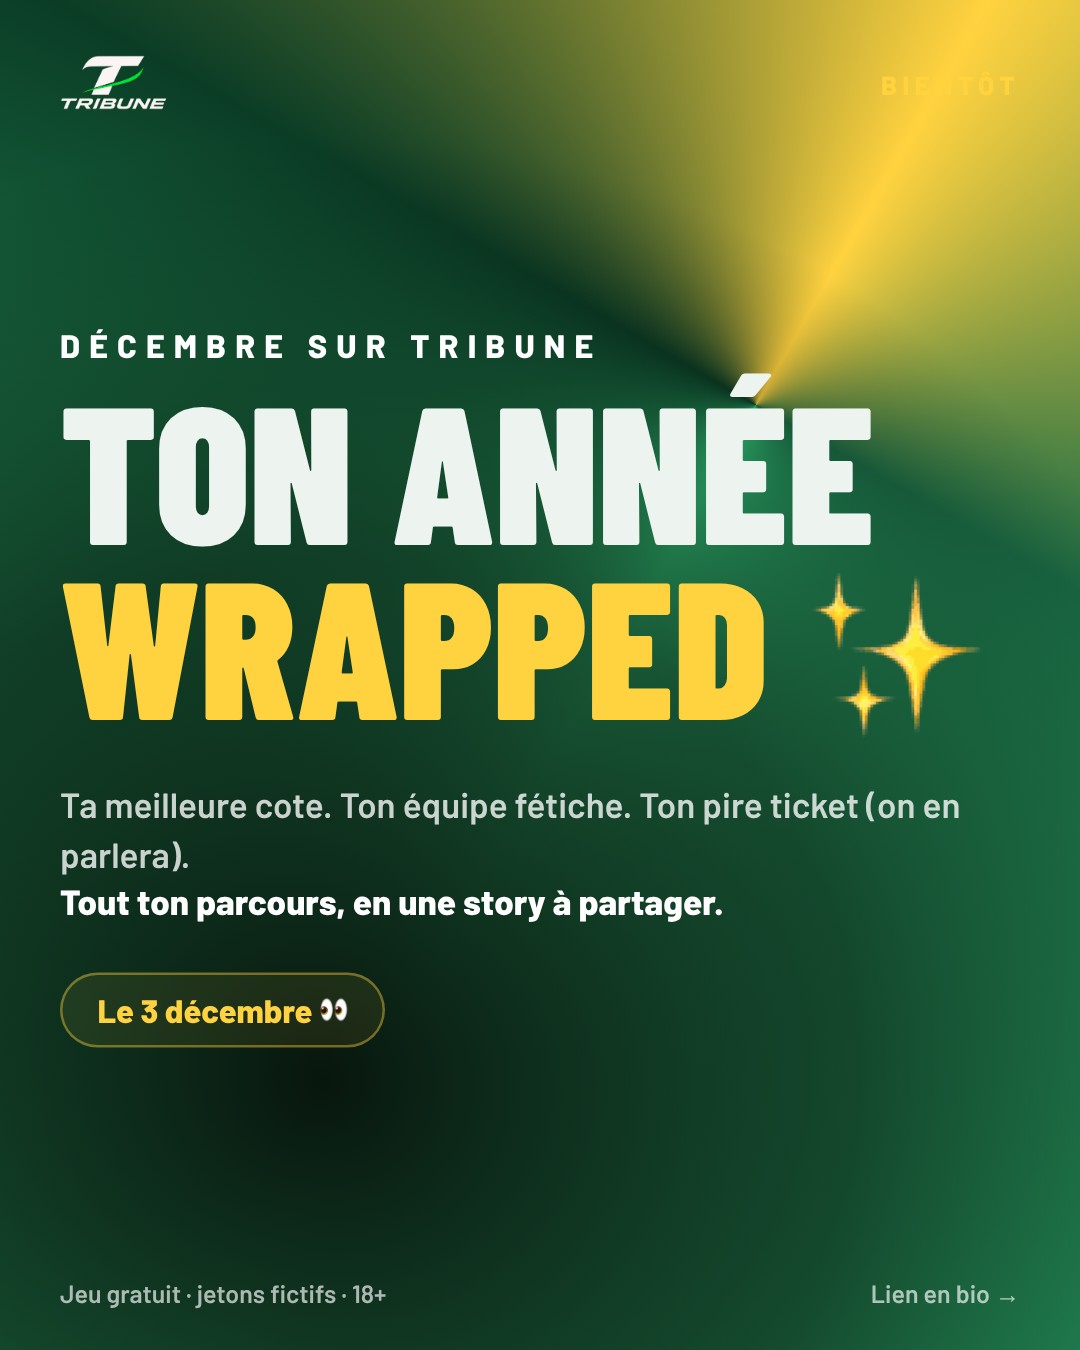 TRIBUNE
BIENTÔT
DÉCEMBRE SUR TRIBUNE
TON ANNÉE
WRAPPED ✨
Ta meilleure cote. Ton équipe fétiche. Ton pire ticket (on en
parlera).
Tout ton parcours, en une story à partager.
Le 3 décembre 👀
Jeu gratuit · jetons fictifs · 18+
Lien en bio →